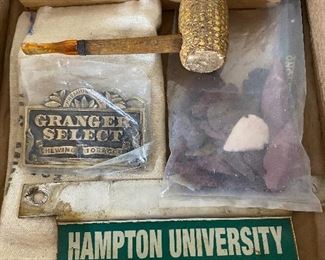 GRANGER
SELECT
CHEWING TOBACCO
HAMPTON UNIVERSITY